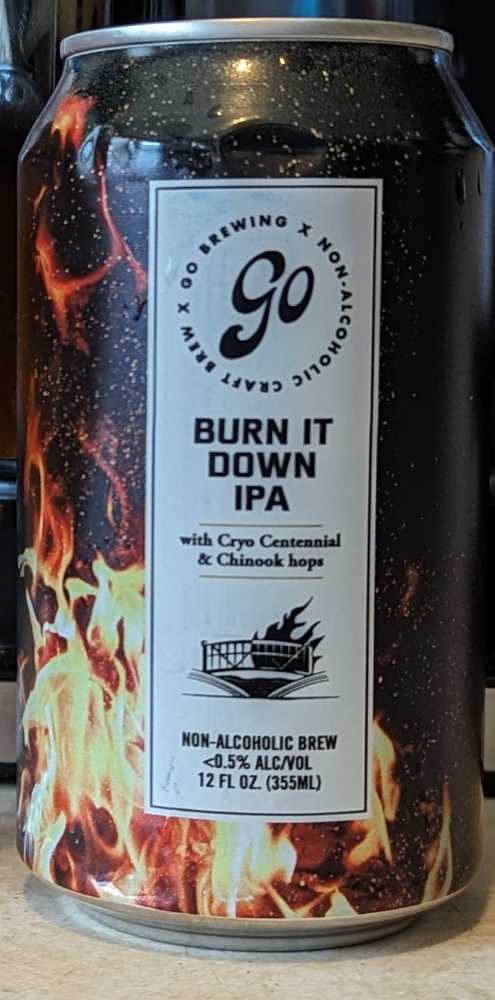 GO BREWING X NON-ALCOHOLIC CRAFT BREW X
go
BURN IT
DOWN
IPA
with Cryo Centennial
& Chinook hops
NON-ALCOHOLIC BREW
<0.5% ALC/VOL
12 FL OZ. (355ML)